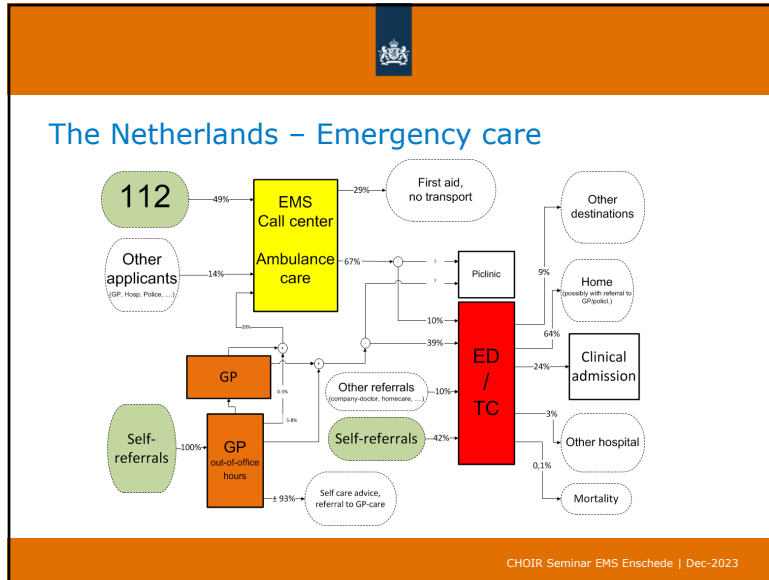 The Netherlands – Emergency care
112
49%
EMS
Call center
Ambulance
care
29%
First aid,
no transport
Other
destinations
Other
applicants
(GP, Hosp, Police, ....)
14%
67%
?
?
Piclinic
9%
Home
(possibly with referral to
GP/policl.)
64%
10%
39%
ED
/
TC
24%
Clinical
admission
GP
0-5%
5-8%
Other referrals
(company-doctor, homecare, ....)
10%
Self-referrals
42%
3%
Other hospital
0,1%
Mortality
Self-
referrals
100%
GP
out-of-office
hours
± 93%
Self care advice,
referral to GP-care
CHOIR Seminar EMS Enschede | Dec-2023